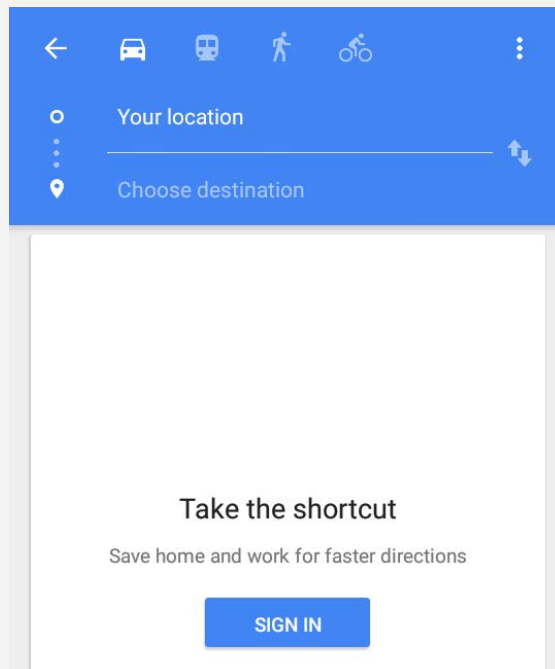 Your location
Choose destination
Take the shortcut
Save home and work for faster directions
SIGN IN